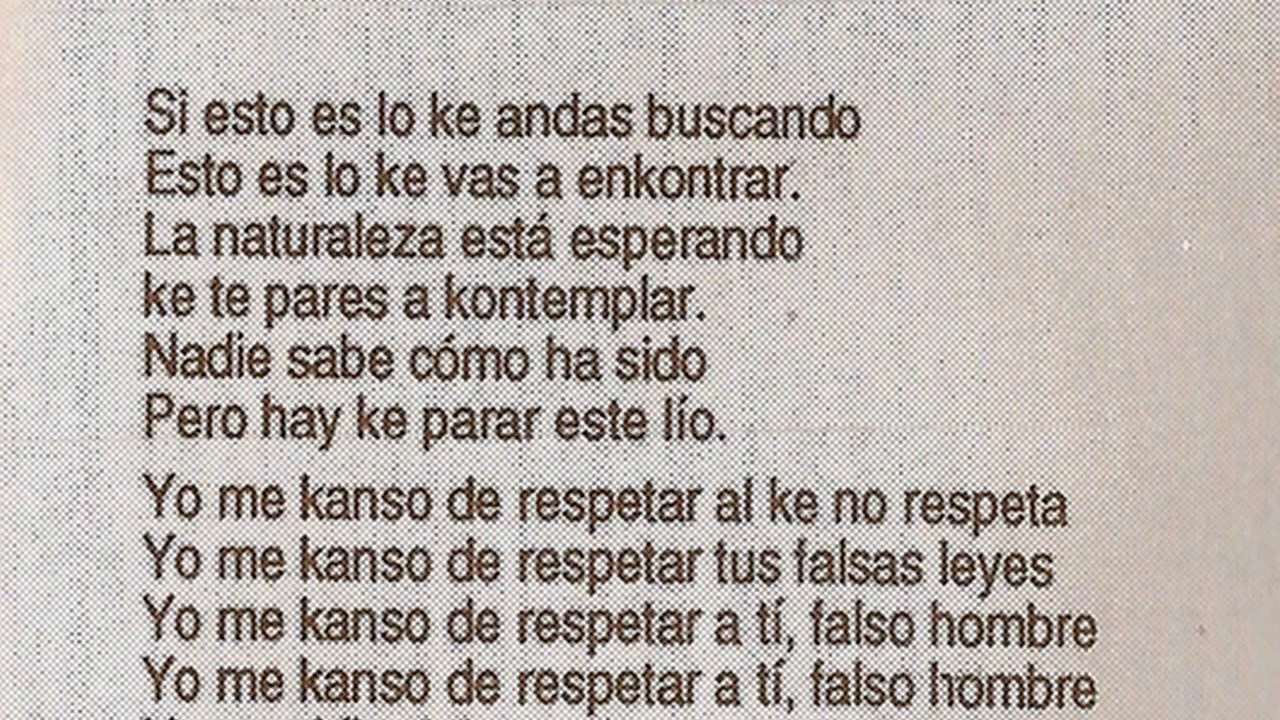 Si esto es lo ke andas buscando
Esto es lo ke vas a enkontrar.
La naturaleza está esperando
ke te pares a kontemplar.
Nadie sabe cómo ha sido
Pero hay ke parar este lío.
Yo me kanso de respetar al ke no respeta
Yo me kanso de respetar tus falsas leyes
Yo me kanso de respetar a tí, falso hombre
Yo me kanso de respetar a tí, falso hombre